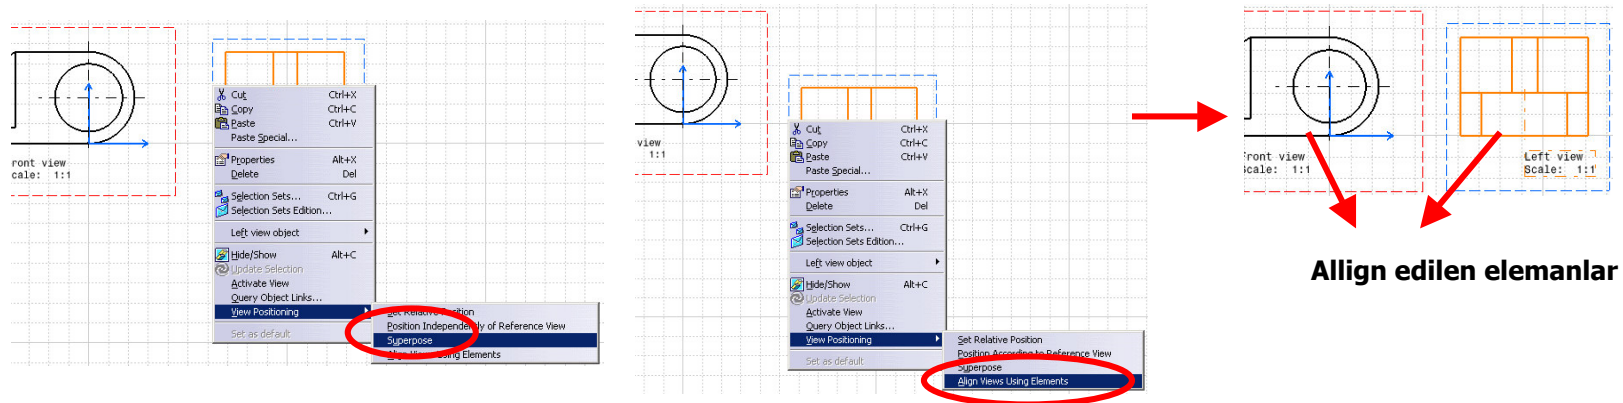 ront view
cale:  1:1
Cut Ctrl+X
Copy Ctrl+C
Paste Ctrl+V
Paste Special...
Properties Alt+X
Delete Del
Selection Sets... Ctrl+G
Selection Sets Edition...
Left view object
Hide/Show Alt+C
Update Selection
Activate View
Query Object Links...
View Positioning
Set as default
Set Relative Position
Position Independently of Reference View
Superpose
Align Views Using Elements
view
1:1
Cut Ctrl+X
Copy Ctrl+C
Paste Ctrl+V
Paste Special...
Properties Alt+X
Delete Del
Selection Sets... Ctrl+G
Selection Sets Edition...
Left view object
Hide/Show Alt+C
Update Selection
Activate View
Query Object Links...
View Positioning
Set as default
Set Relative Position
Position According to Reference View
Superpose
Align Views Using Elements
Front view
Scale:  1:1
Left view
Scale:  1:1
Allign edilen elemanlar